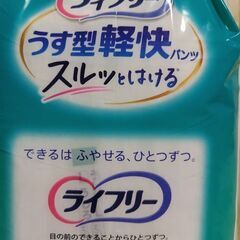 ライフリー
うす型軽快パンツ
スルッとはける
できるは ふやせる、ひとつずつ。
ライフリー
目の前のできることからひとつずつ。